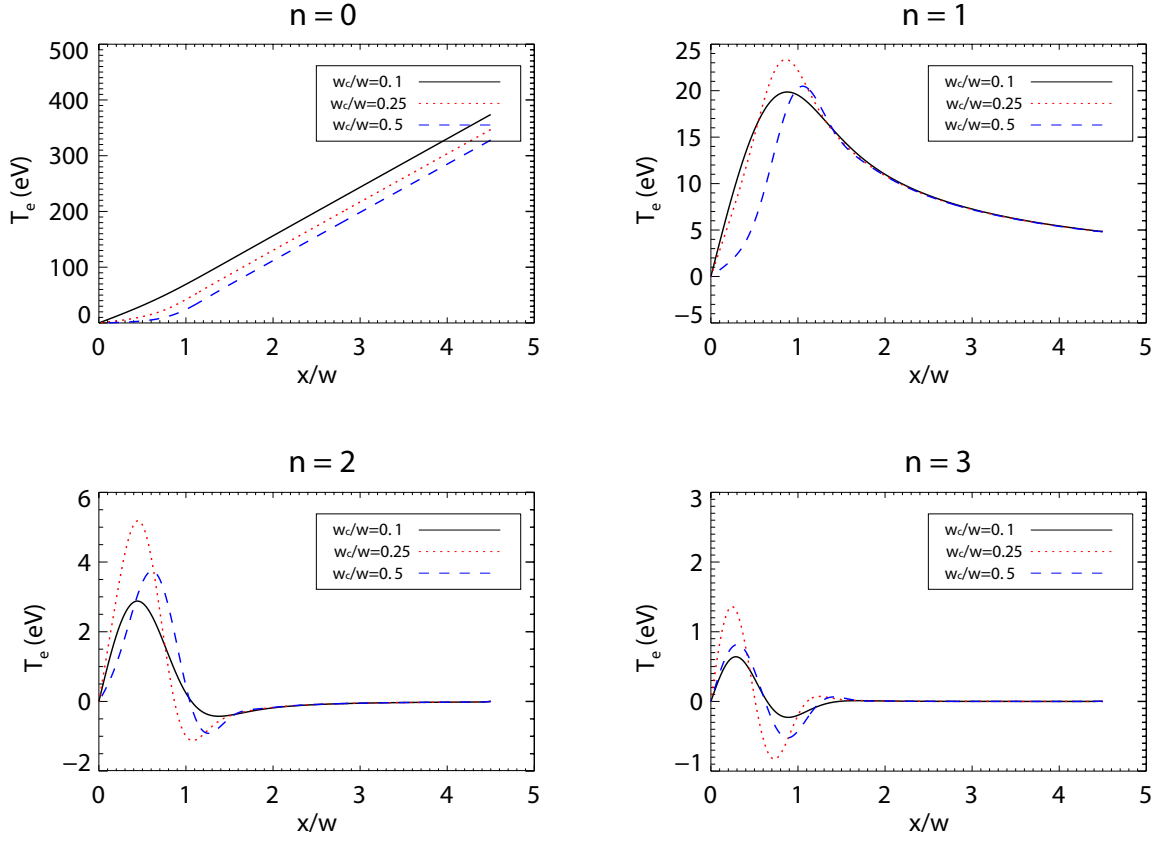 n = 0
500
400
300
200
100
0
T_e (eV)
w_c/w=0.1
w_c/w=0.25
w_c/w=0.5
0 1 2 3 4 5
x/w
n = 1
25
20
15
10
5
0
−5
T_e (eV)
w_c/w=0.1
w_c/w=0.25
w_c/w=0.5
0 1 2 3 4 5
x/w
n = 2
6
4
2
0
−2
T_e (eV)
w_c/w=0.1
w_c/w=0.25
w_c/w=0.5
0 1 2 3 4 5
x/w
n = 3
3
2
1
0
−1
T_e (eV)
w_c/w=0.1
w_c/w=0.25
w_c/w=0.5
0 1 2 3 4 5
x/w